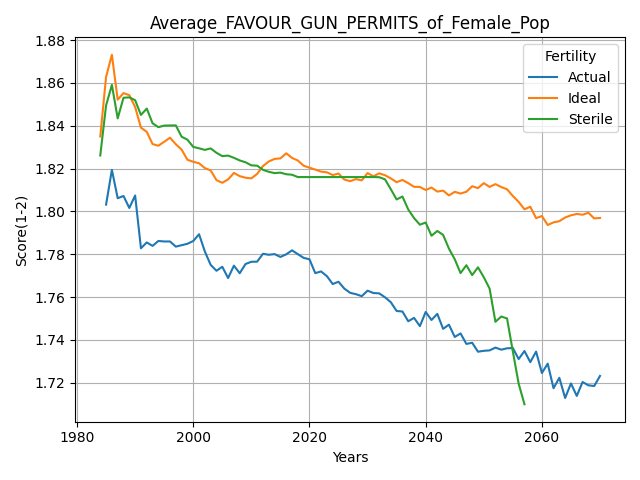 Average_FAVOUR_GUN_PERMITS_of_Female_Pop
Score(1-2)
1.88
1.86
1.84
1.82
1.80
1.78
1.76
1.74
1.72
Fertility
Actual
Ideal
Sterile
1980 2000 2020 2040 2060
Years